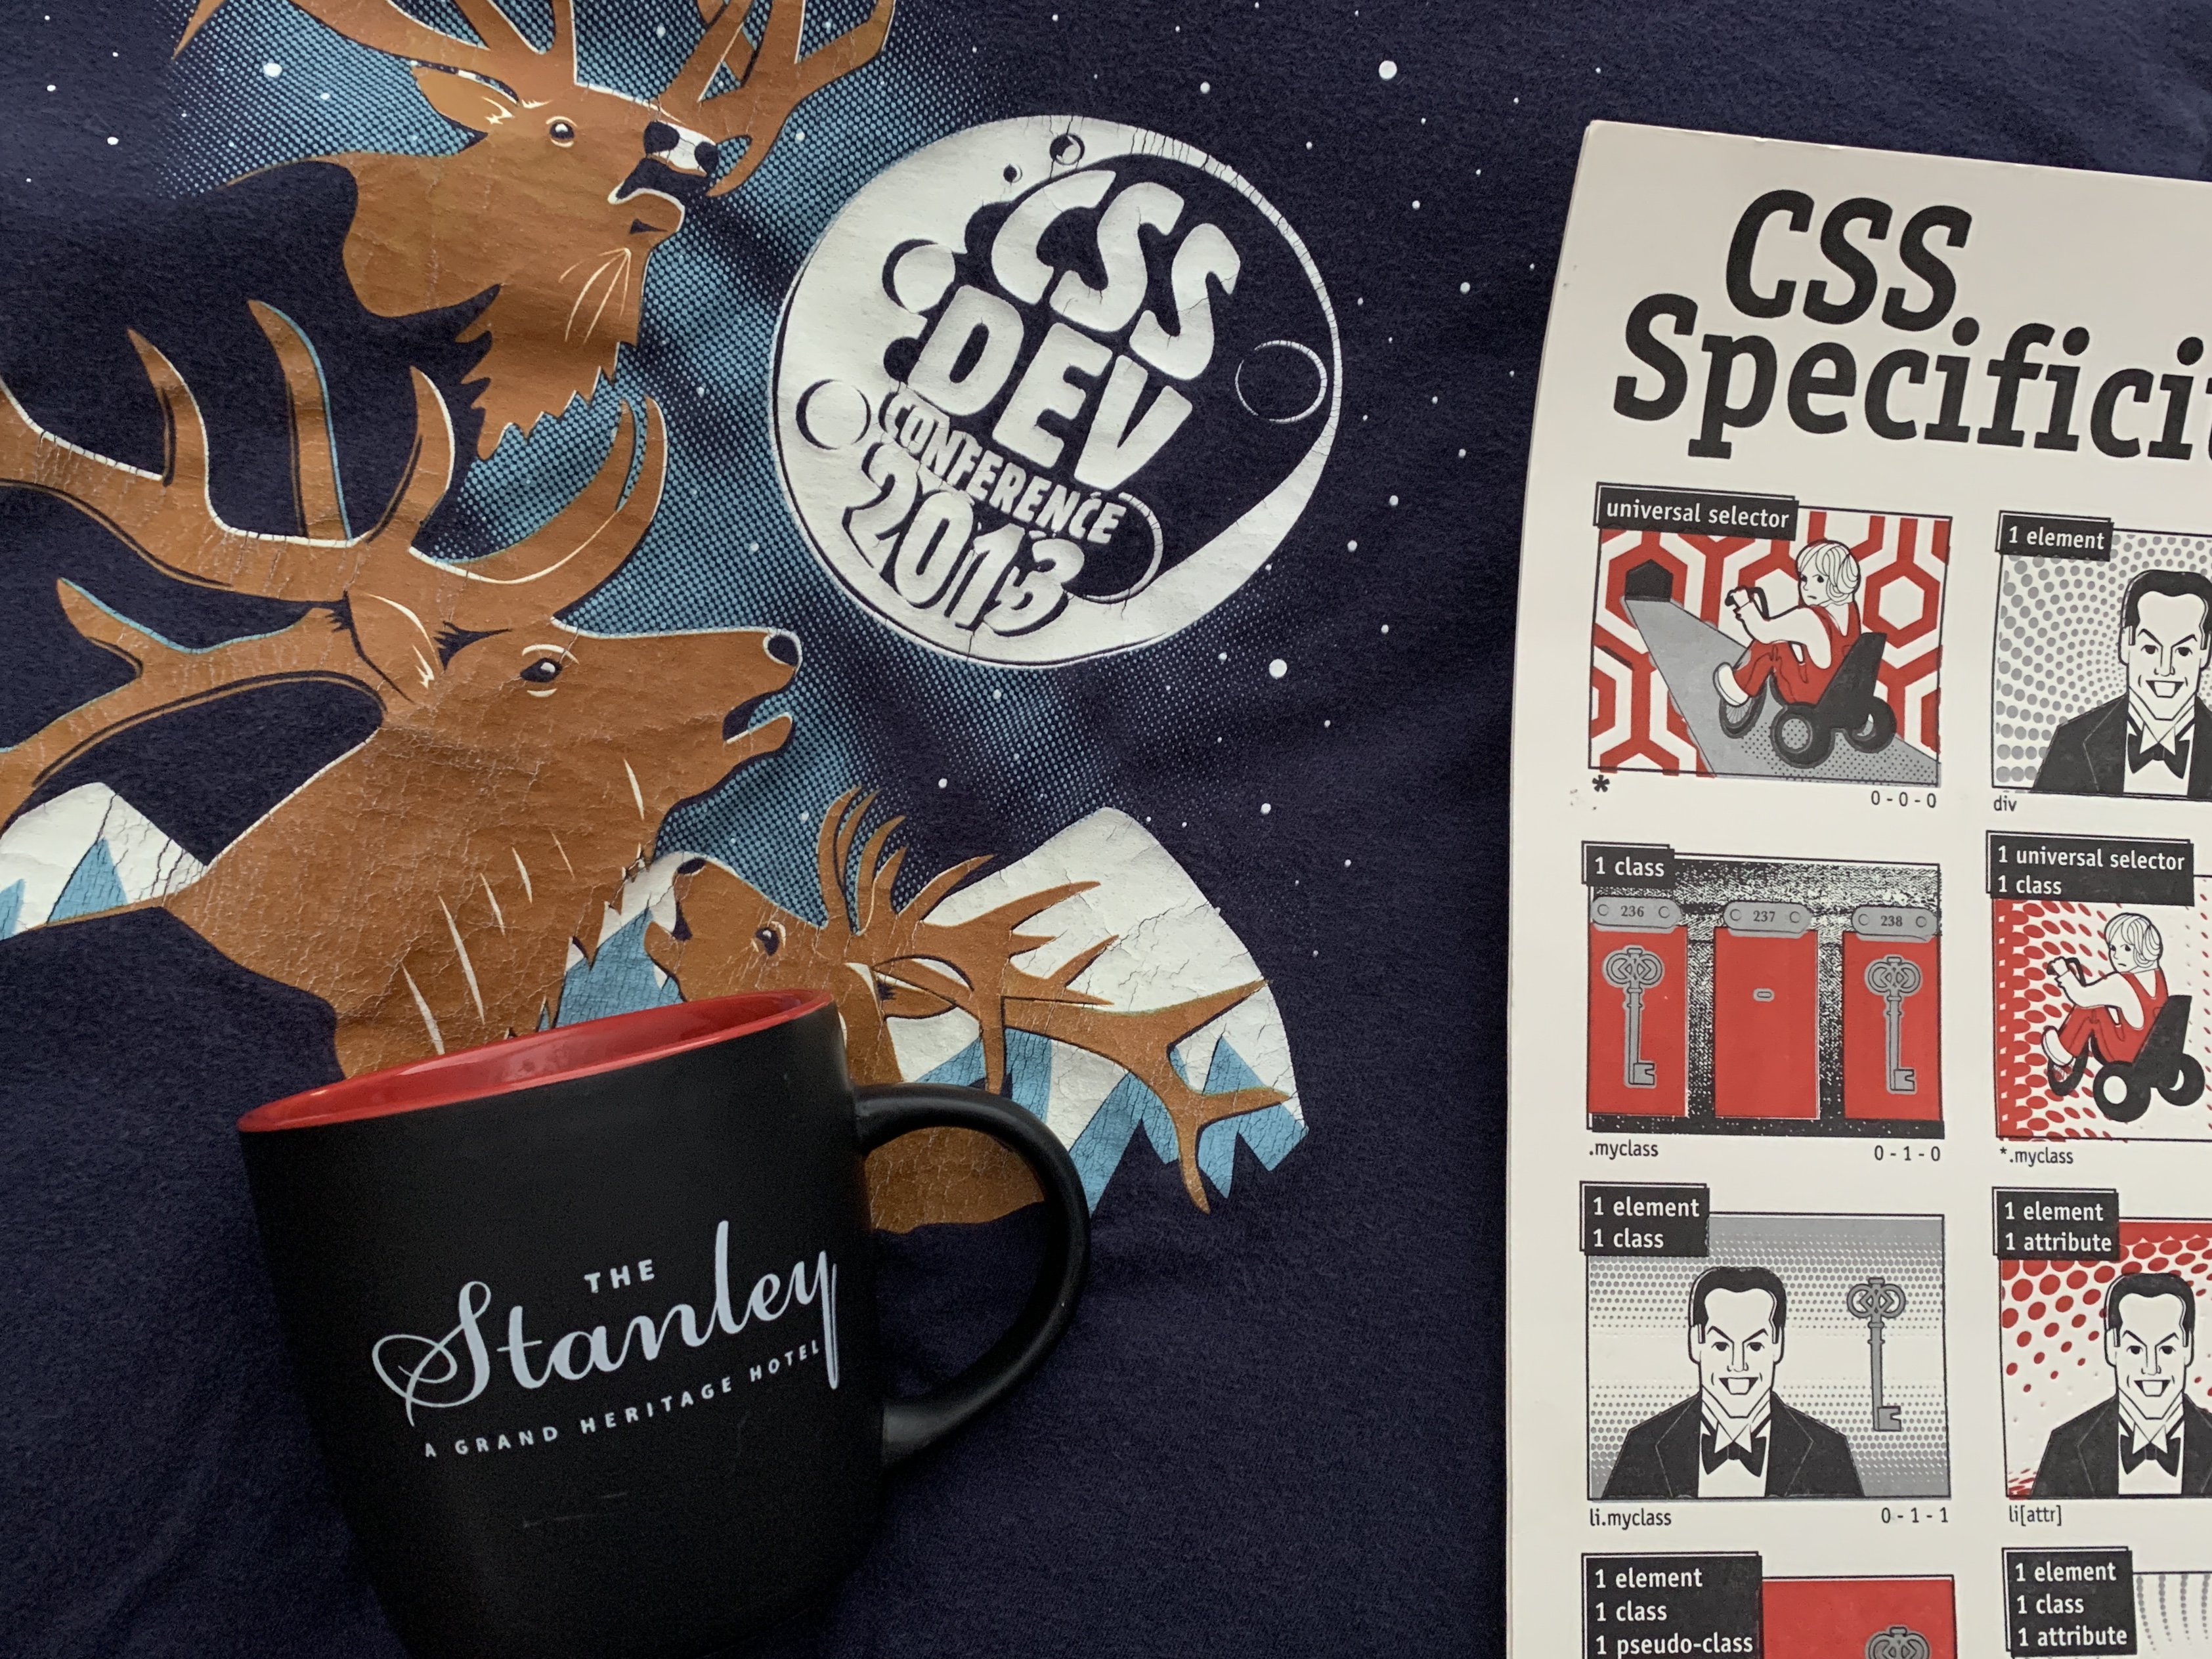 CSS
DEV
CONFERENCE
2013
THE
Stanley
A GRAND HERITAGE HOTEL
CSS
Specifici
universal selector
*
0-0-0
1 element
div
1 class
236
237
238
.myclass
0-1-0
1 universal selector
1 class
*.myclass
1 element
1 class
li.myclass
0-1-1
1 element
1 attribute
li[attr]
1 element
1 class
1 pseudo-class
1 element
1 class
1 attribute